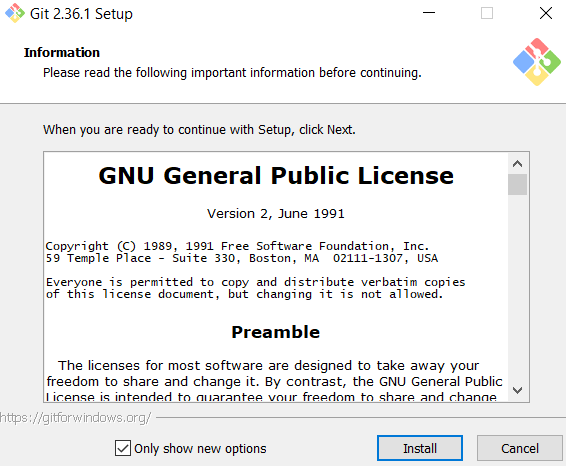 Git 2.36.1 Setup
Information
Please read the following important information before continuing.
When you are ready to continue with Setup, click Next.
GNU General Public License
Version 2, June 1991
Copyright (C) 1989, 1991 Free Software Foundation, Inc.
59 Temple Place - Suite 330, Boston, MA  02111-1307, USA
Everyone is permitted to copy and distribute verbatim copies
of this license document, but changing it is not allowed.
Preamble
The licenses for most software are designed to take away your
freedom to share and change it. By contrast, the GNU General Public
License is intended to guarantee your freedom to share and change
https://gitforwindows.org/
Only show new options
Install
Cancel